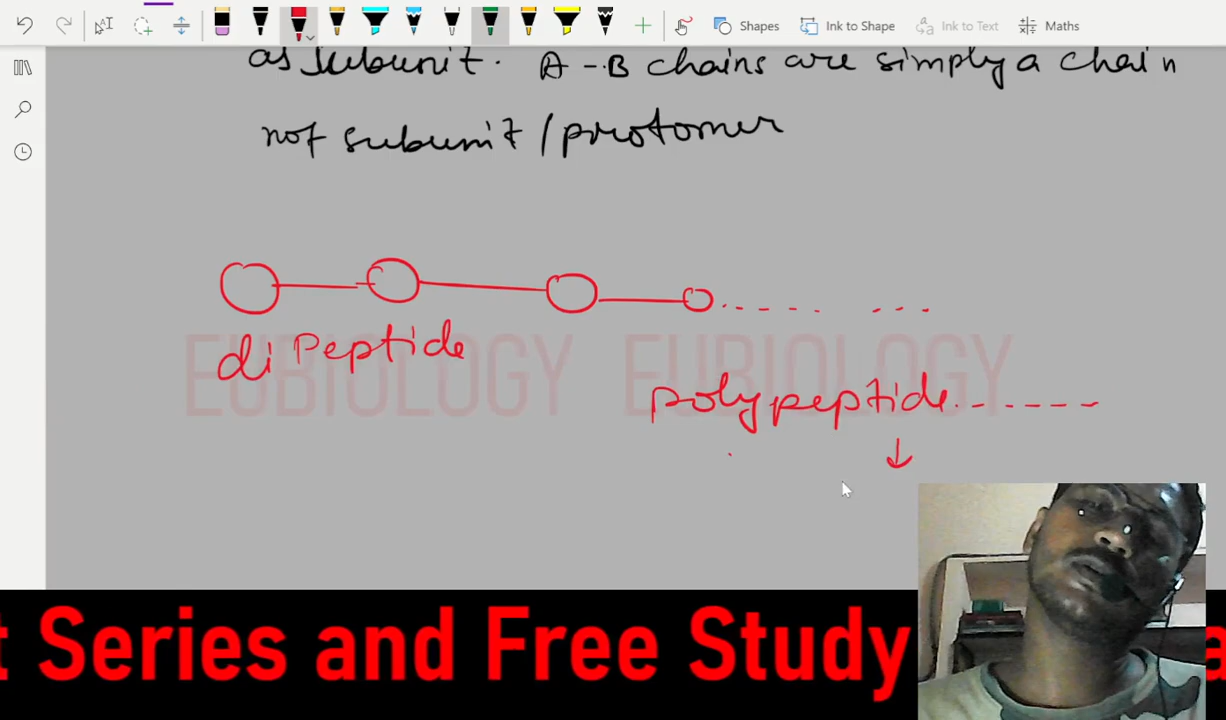 Shapes Ink to Shape Ink to Text Maths
as subunit. A-B chains are simply a chain
not subunit/protomer
EUBIOLOGY EUBIOLOGY
di Peptide
polypeptide
t Series and Free Study